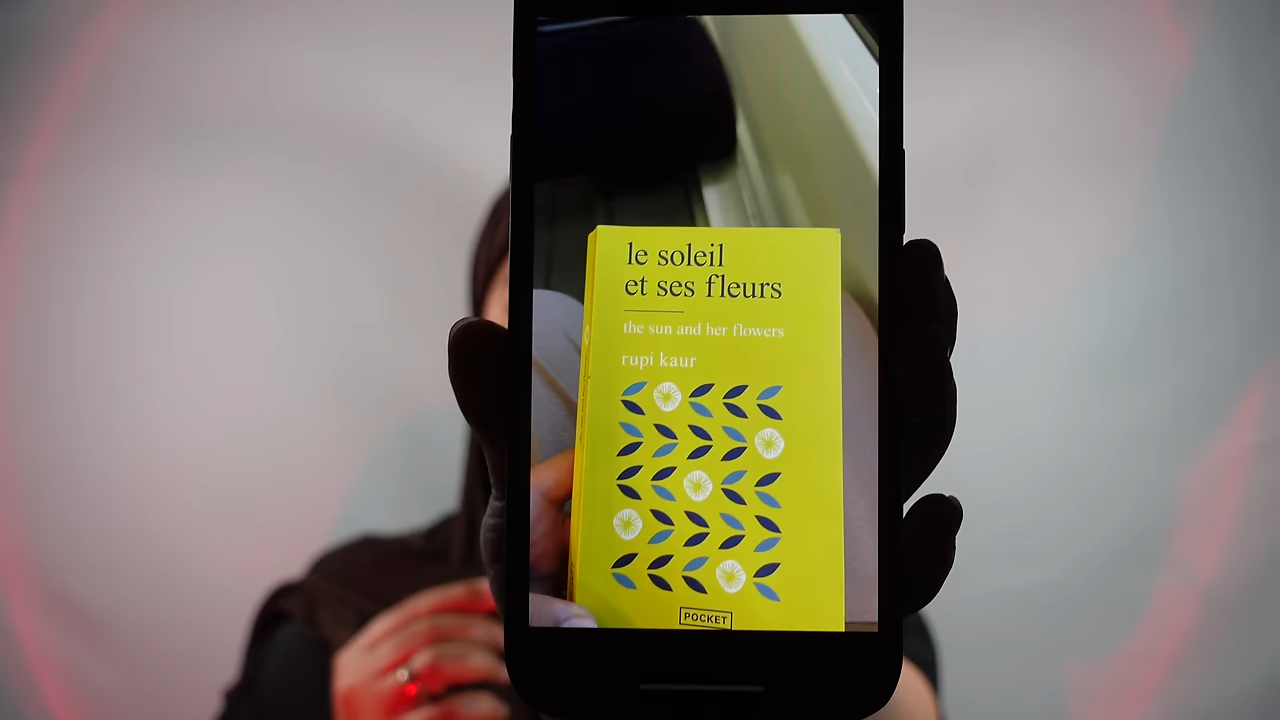 le soleil
et ses fleurs
the sun and her flowers
rupi kaur
POCKET